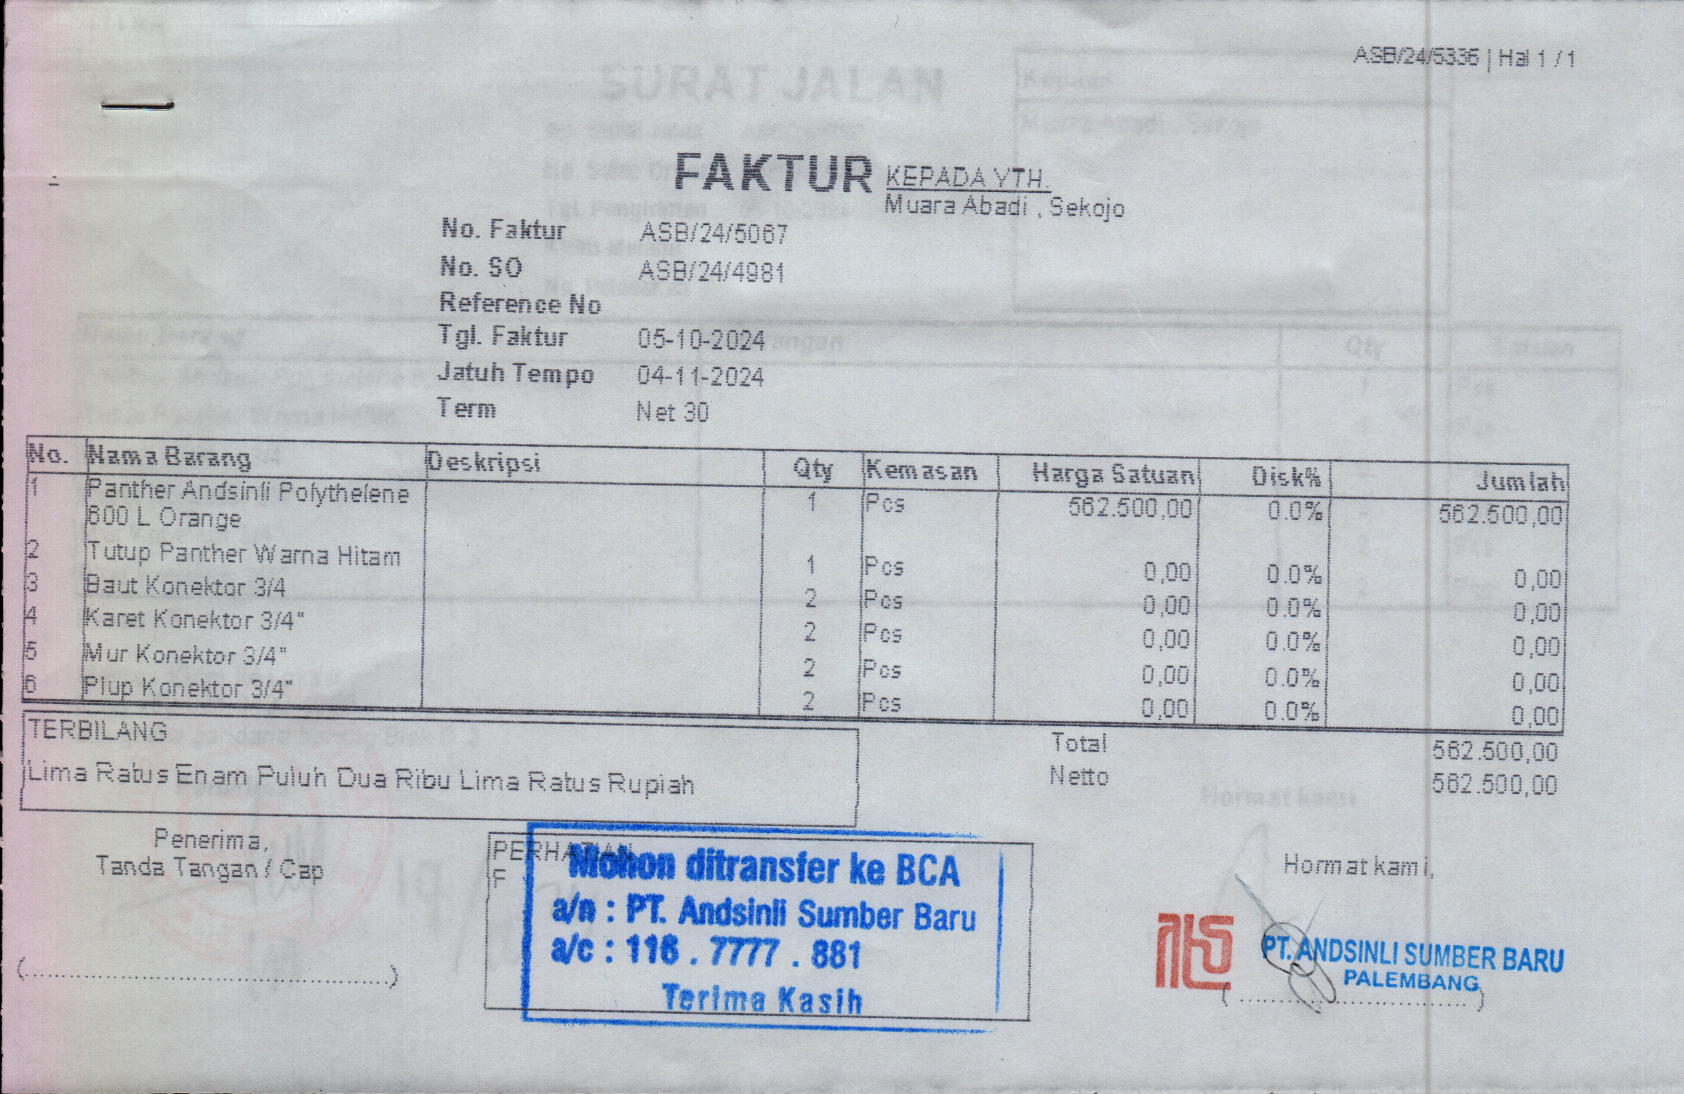 ASB/24/5335 | Hal 1 / 1
FAKTUR
KEPADA YTH.
Muara Abadi , Sekojo
No. Faktur ASB/24/5067
No. SO ASB/24/4981
Reference No
Tgl. Faktur 05-10-2024
Jatuh Tempo 04-11-2024
Term Net 30
No. Nama Barang Deskripsi Qty Kemasan Harga Satuan Disk% Jumlah
1 Panther Andsinli Polythelene 1 Pcs 562.500,00 0.0% 562.500,00
600 L Orange
2 Tutup Panther Warna Hitam 1 Pcs 0,00 0.0% 0,00
3 Baut Konektor 3/4 2 Pcs 0,00 0.0% 0,00
4 Karet Konektor 3/4" 2 Pcs 0,00 0.0% 0,00
5 Mur Konektor 3/4" 2 Pcs 0,00 0.0% 0,00
6 Plup Konektor 3/4" 2 Pcs 0,00 0.0% 0,00
TERBILANG
Lima Ratus Enam Puluh Dua Ribu Lima Ratus Rupiah
Total 562.500,00
Netto 562.500,00
Penerima,
Tanda Tangan / Cap
PERHATIAN
F
Mohon ditransfer ke BCA
a/n : PT. Andsinli Sumber Baru
a/c : 116 . 7777 . 881
Terima Kasih
Hormat kami,
PT. ANDSINLI SUMBER BARU
PALEMBANG
SURAT JALAN